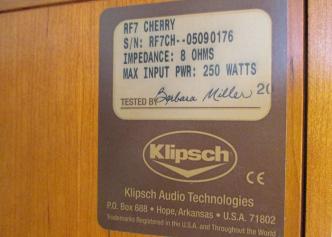 RF7 CHERRY
S/N: RF7CH--05090176
IMPEDANCE: 8 OHMS
MAX INPUT PWR: 250 WATTS
TESTED BY Barbara Miller 20
Klipsch
CE
Klipsch Audio Technologies
P.O. Box 688 • Hope, Arkansas • U.S.A. 71802
Trademarks Registered in the U.S.A. and Throughout the World